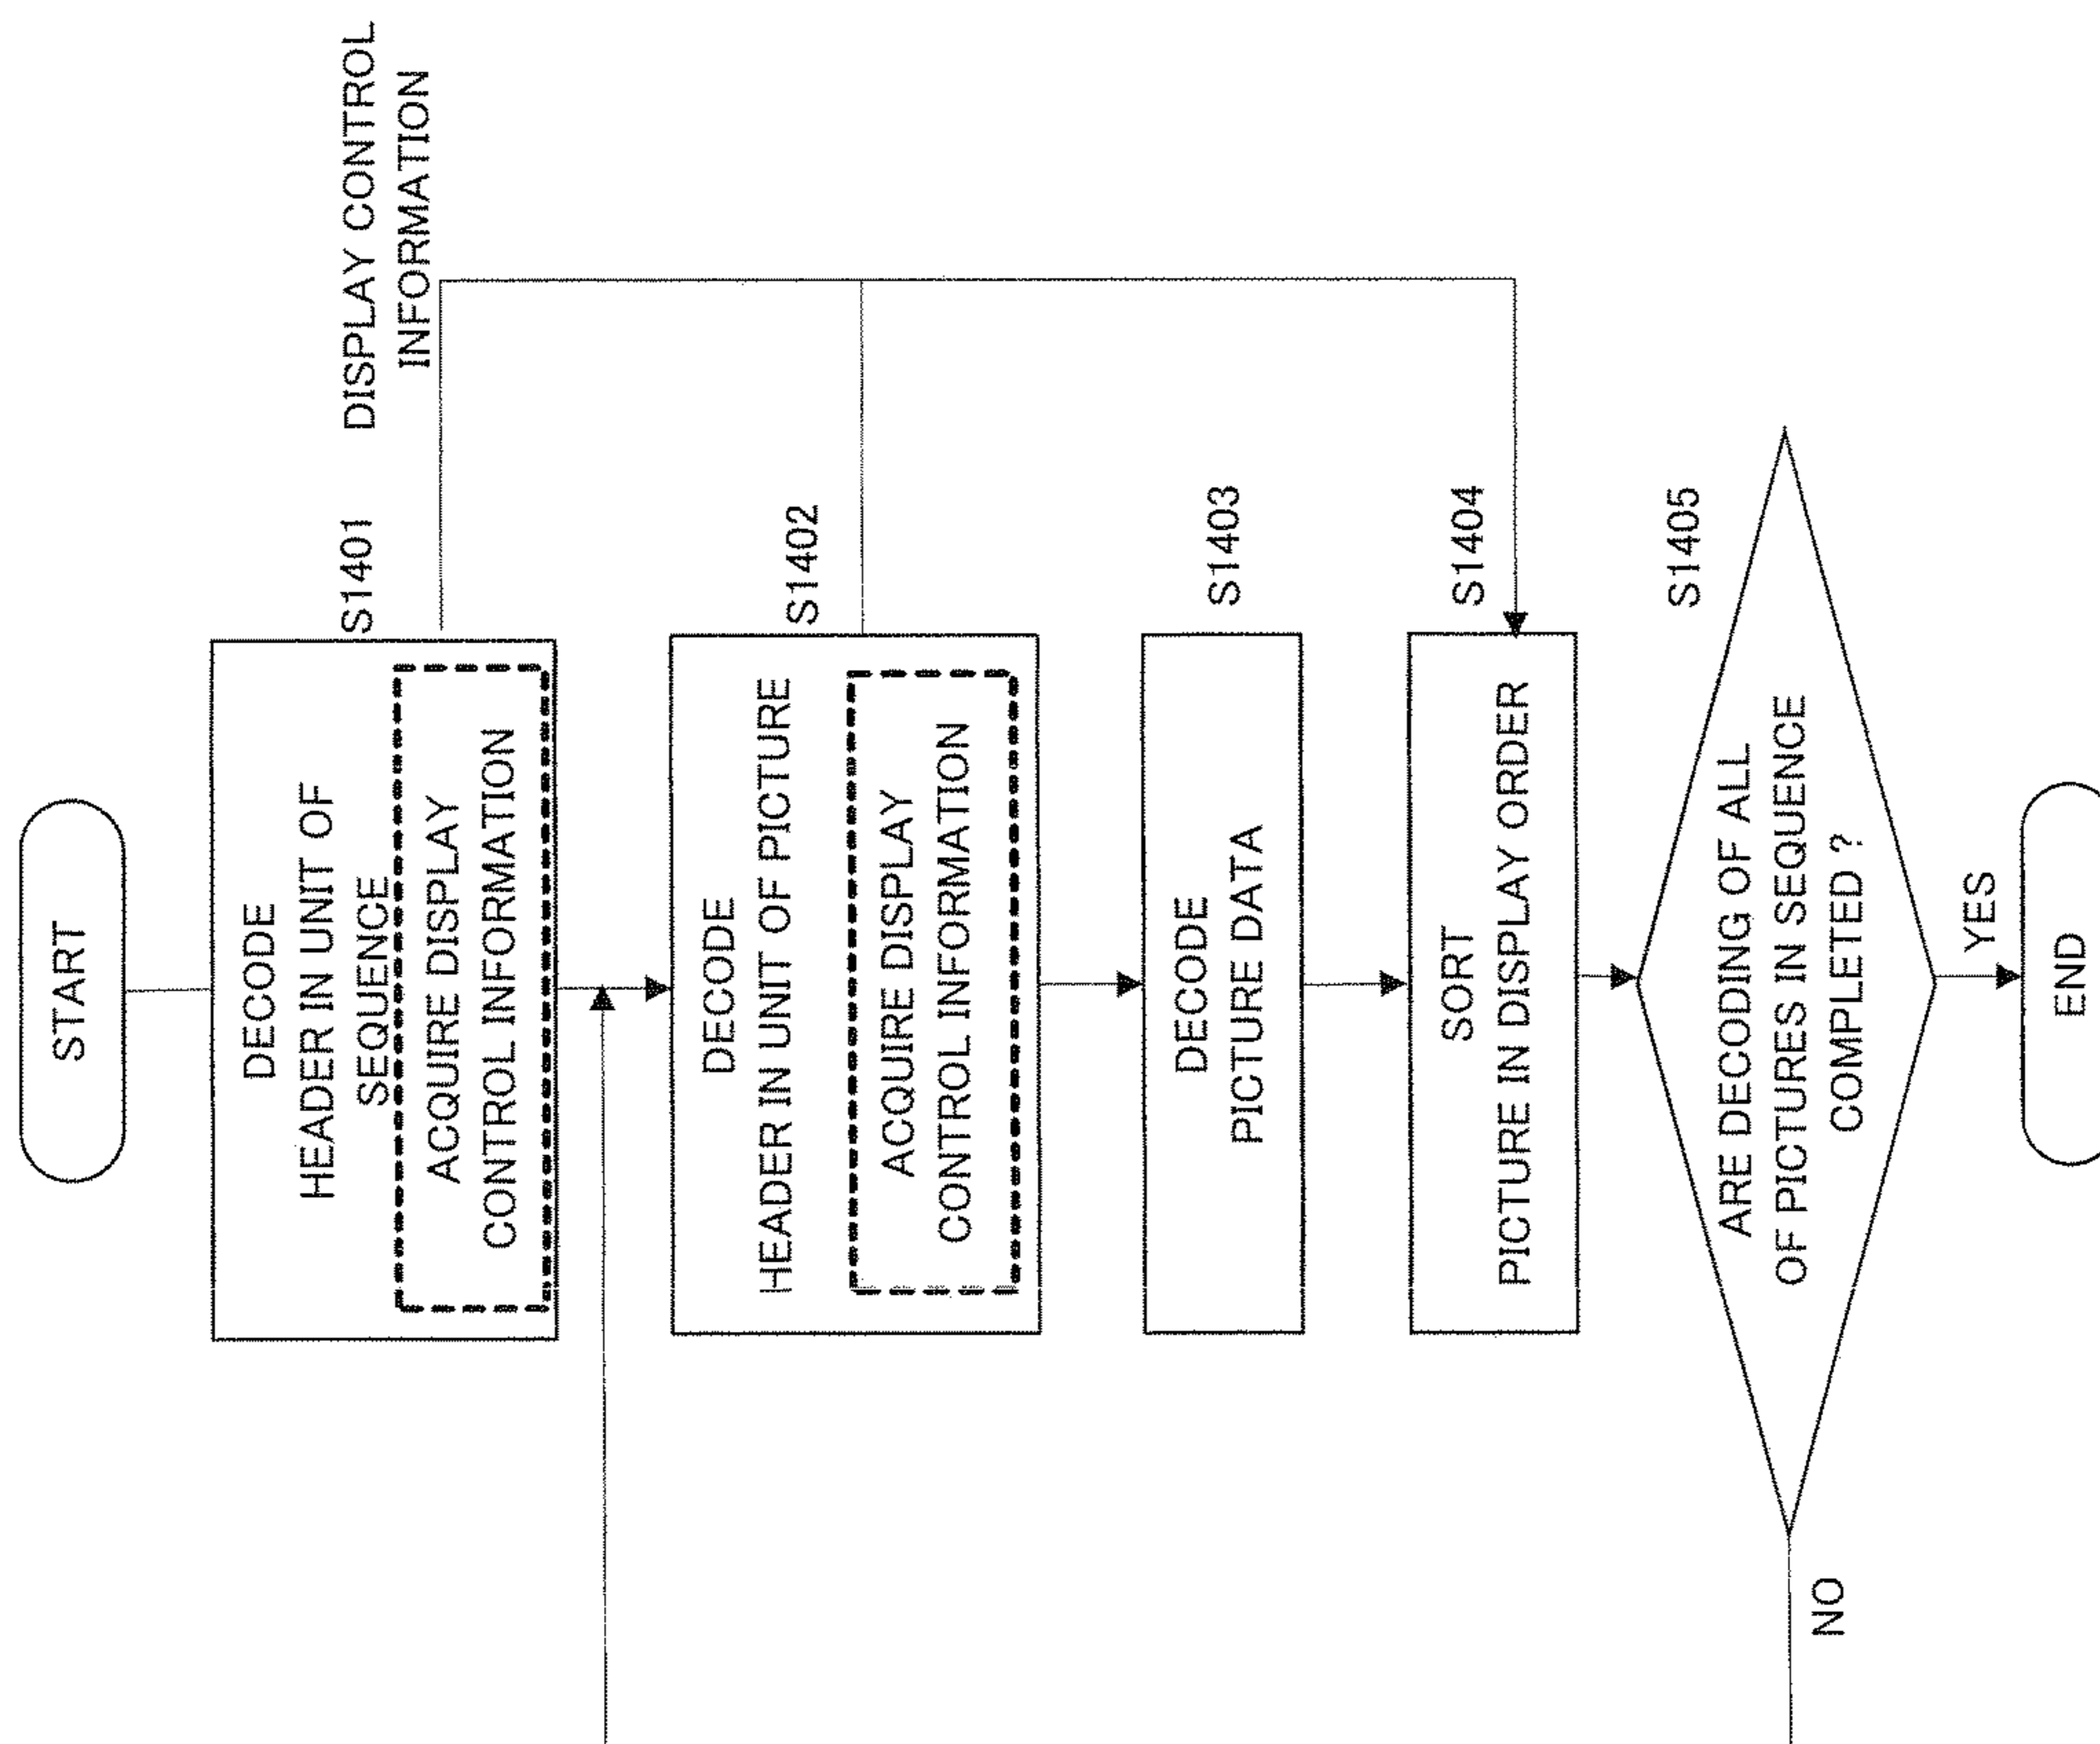 START
S1401
DISPLAY CONTROL
INFORMATION
DECODE
HEADER IN UNIT OF
SEQUENCE
ACQUIRE DISPLAY
CONTROL INFORMATION
S1402
DECODE
HEADER IN UNIT OF PICTURE
ACQUIRE DISPLAY
CONTROL INFORMATION
S1403
DECODE
PICTURE DATA
S1404
SORT
PICTURE IN DISPLAY ORDER
S1405
ARE DECODING OF ALL
OF PICTURES IN SEQUENCE
COMPLETED ?
NO
YES
END